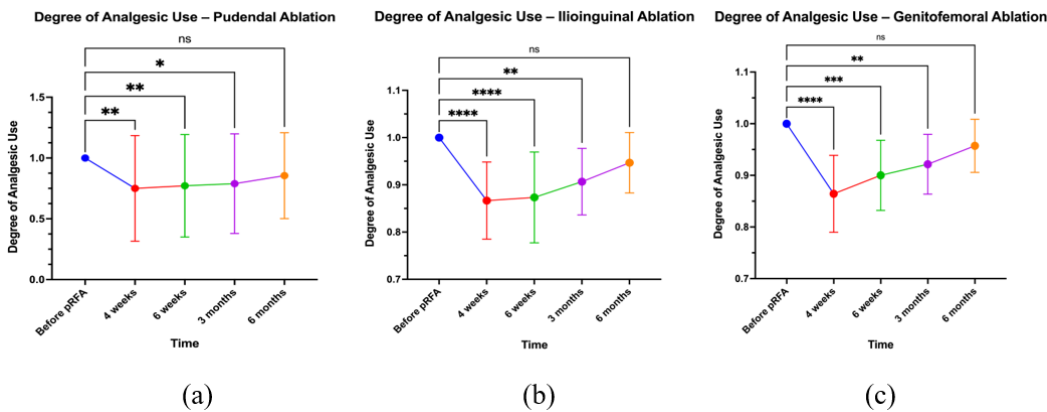 Degree of Analgesic Use – Pudendal Ablation
ns
*
**
**
1.5
1.0
0.5
0.0
Degree of Analgesic Use
Before pRFA
4 weeks
6 weeks
3 months
6 months
Time
(a)
Degree of Analgesic Use – Ilioinguinal Ablation
ns
**
****
****
1.1
1.0
0.9
0.8
0.7
Degree of Analgesic Use
Before pRFA
4 weeks
6 weeks
3 months
6 months
Time
(b)
Degree of Analgesic Use – Genitofemoral Ablation
ns
**
***
****
1.1
1.0
0.9
0.8
0.7
Degree of Analgesic Use
Before pRFA
4 weeks
6 weeks
3 months
6 months
Time
(c)